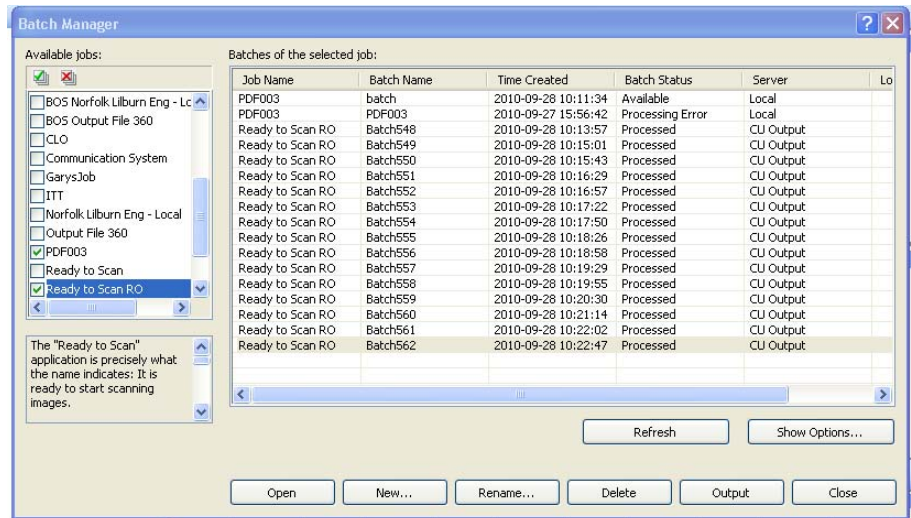 Batch Manager
Available jobs:
BOS Norfolk Lilburn Eng - Lc
BOS Output File 360
CLO
Communication System
GarysJob
ITT
Norfolk Lilburn Eng - Local
Output File 360
PDF003
Ready to Scan
Ready to Scan RO
The "Ready to Scan"
application is precisely what
the name indicates: It is
ready to start scanning
images.
Batches of the selected job:
Job Name Batch Name Time Created Batch Status Server Lo
PDF003 batch 2010-09-28 10:11:34 Available Local
PDF003 PDF003 2010-09-27 15:56:42 Processing Error Local
Ready to Scan RO Batch548 2010-09-28 10:13:57 Processed CU Output
Ready to Scan RO Batch549 2010-09-28 10:15:01 Processed CU Output
Ready to Scan RO Batch550 2010-09-28 10:15:43 Processed CU Output
Ready to Scan RO Batch551 2010-09-28 10:16:29 Processed CU Output
Ready to Scan RO Batch552 2010-09-28 10:16:57 Processed CU Output
Ready to Scan RO Batch553 2010-09-28 10:17:22 Processed CU Output
Ready to Scan RO Batch554 2010-09-28 10:17:50 Processed CU Output
Ready to Scan RO Batch555 2010-09-28 10:18:26 Processed CU Output
Ready to Scan RO Batch556 2010-09-28 10:18:58 Processed CU Output
Ready to Scan RO Batch557 2010-09-28 10:19:29 Processed CU Output
Ready to Scan RO Batch558 2010-09-28 10:19:55 Processed CU Output
Ready to Scan RO Batch559 2010-09-28 10:20:30 Processed CU Output
Ready to Scan RO Batch560 2010-09-28 10:21:14 Processed CU Output
Ready to Scan RO Batch561 2010-09-28 10:22:02 Processed CU Output
Ready to Scan RO Batch562 2010-09-28 10:22:47 Processed CU Output
Refresh Show Options...
Open New... Rename... Delete Output Close